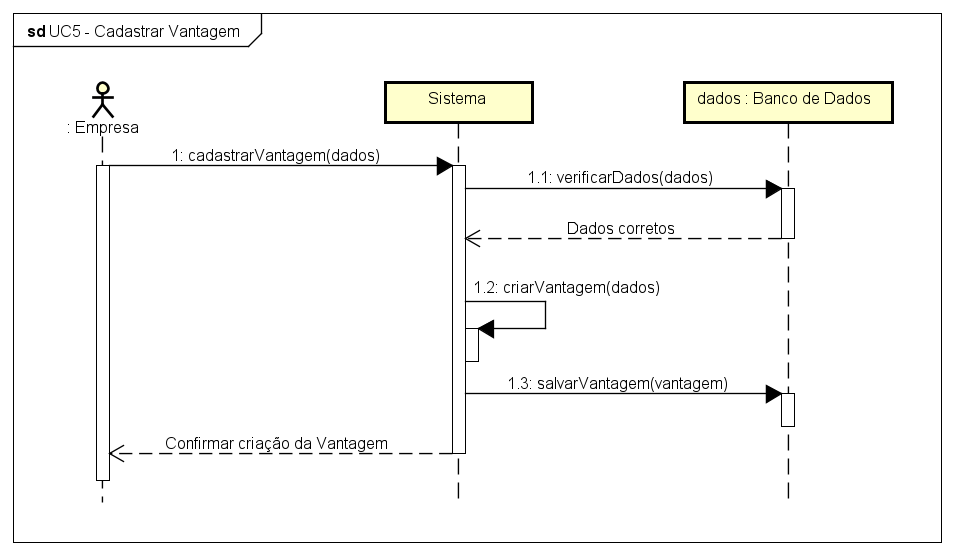 sd UC5 - Cadastrar Vantagem
Sistema
dados : Banco de Dados
: Empresa
1: cadastrarVantagem(dados)
1.1: verificarDados(dados)
Dados corretos
1.2: criarVantagem(dados)
1.3: salvarVantagem(vantagem)
Confirmar criação da Vantagem